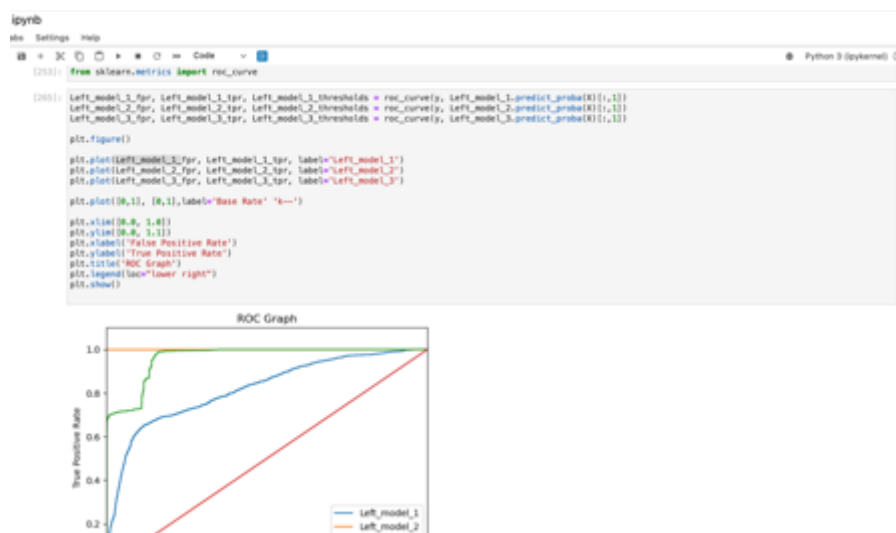 ipynb
abs Settings Help
Code
Python 3 (ipykernel)
[253]: from sklearn.metrics import roc_curve
[265]: Left_model_1_fpr, Left_model_1_tpr, Left_model_1_thresholds = roc_curve(y, Left_model_1.predict_proba(X)[:,1])
Left_model_2_fpr, Left_model_2_tpr, Left_model_2_thresholds = roc_curve(y, Left_model_2.predict_proba(X)[:,1])
Left_model_3_fpr, Left_model_3_tpr, Left_model_3_thresholds = roc_curve(y, Left_model_3.predict_proba(X)[:,1])
plt.figure()
plt.plot(Left_model_1_fpr, Left_model_1_tpr, label="Left_model_1")
plt.plot(Left_model_2_fpr, Left_model_2_tpr, label="Left_model_2")
plt.plot(Left_model_3_fpr, Left_model_3_tpr, label="Left_model_3")
plt.plot([0,1], [0,1],label='Base Rate' 'k--')
plt.xlim([0.0, 1.0])
plt.ylim([0.0, 1.1])
plt.xlabel('False Positive Rate')
plt.ylabel('True Positive Rate')
plt.title('ROC Graph')
plt.legend(loc="lower right")
plt.show()
ROC Graph
1.0
0.8
0.6
0.4
0.2
True Positive Rate
Left_model_1
Left_model_2